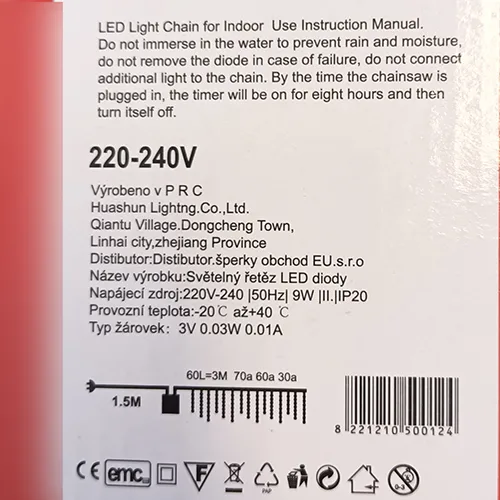 LED Light Chain for Indoor Use Instruction Manual.
Do not immerse in the water to prevent rain and moisture,
do not remove the diode in case of failure, do not connect
additional light to the chain. By the time the chainsaw is
plugged in, the timer will be on for eight hours and then
turn itself off.
220-240V
Výrobeno v P R C
Huashun Lightng.Co.,Ltd.
Qiantu Village.Dongcheng Town,
Linhai city,zhejiang Province
Distibutor:Distibutor.šperky obchod EU.s.r.o
Název výrobku:Světelný řetěz LED diody
Napájecí zdroj:220V-240 |50Hz| 9W |II.|IP20
Provozní teplota:-20℃ až+40 ℃
Typ žárovek: 3V 0.03W 0.01A
60L=3M 70a 60a 30a
1.5M
8 221210 500124
CE emc F PAP